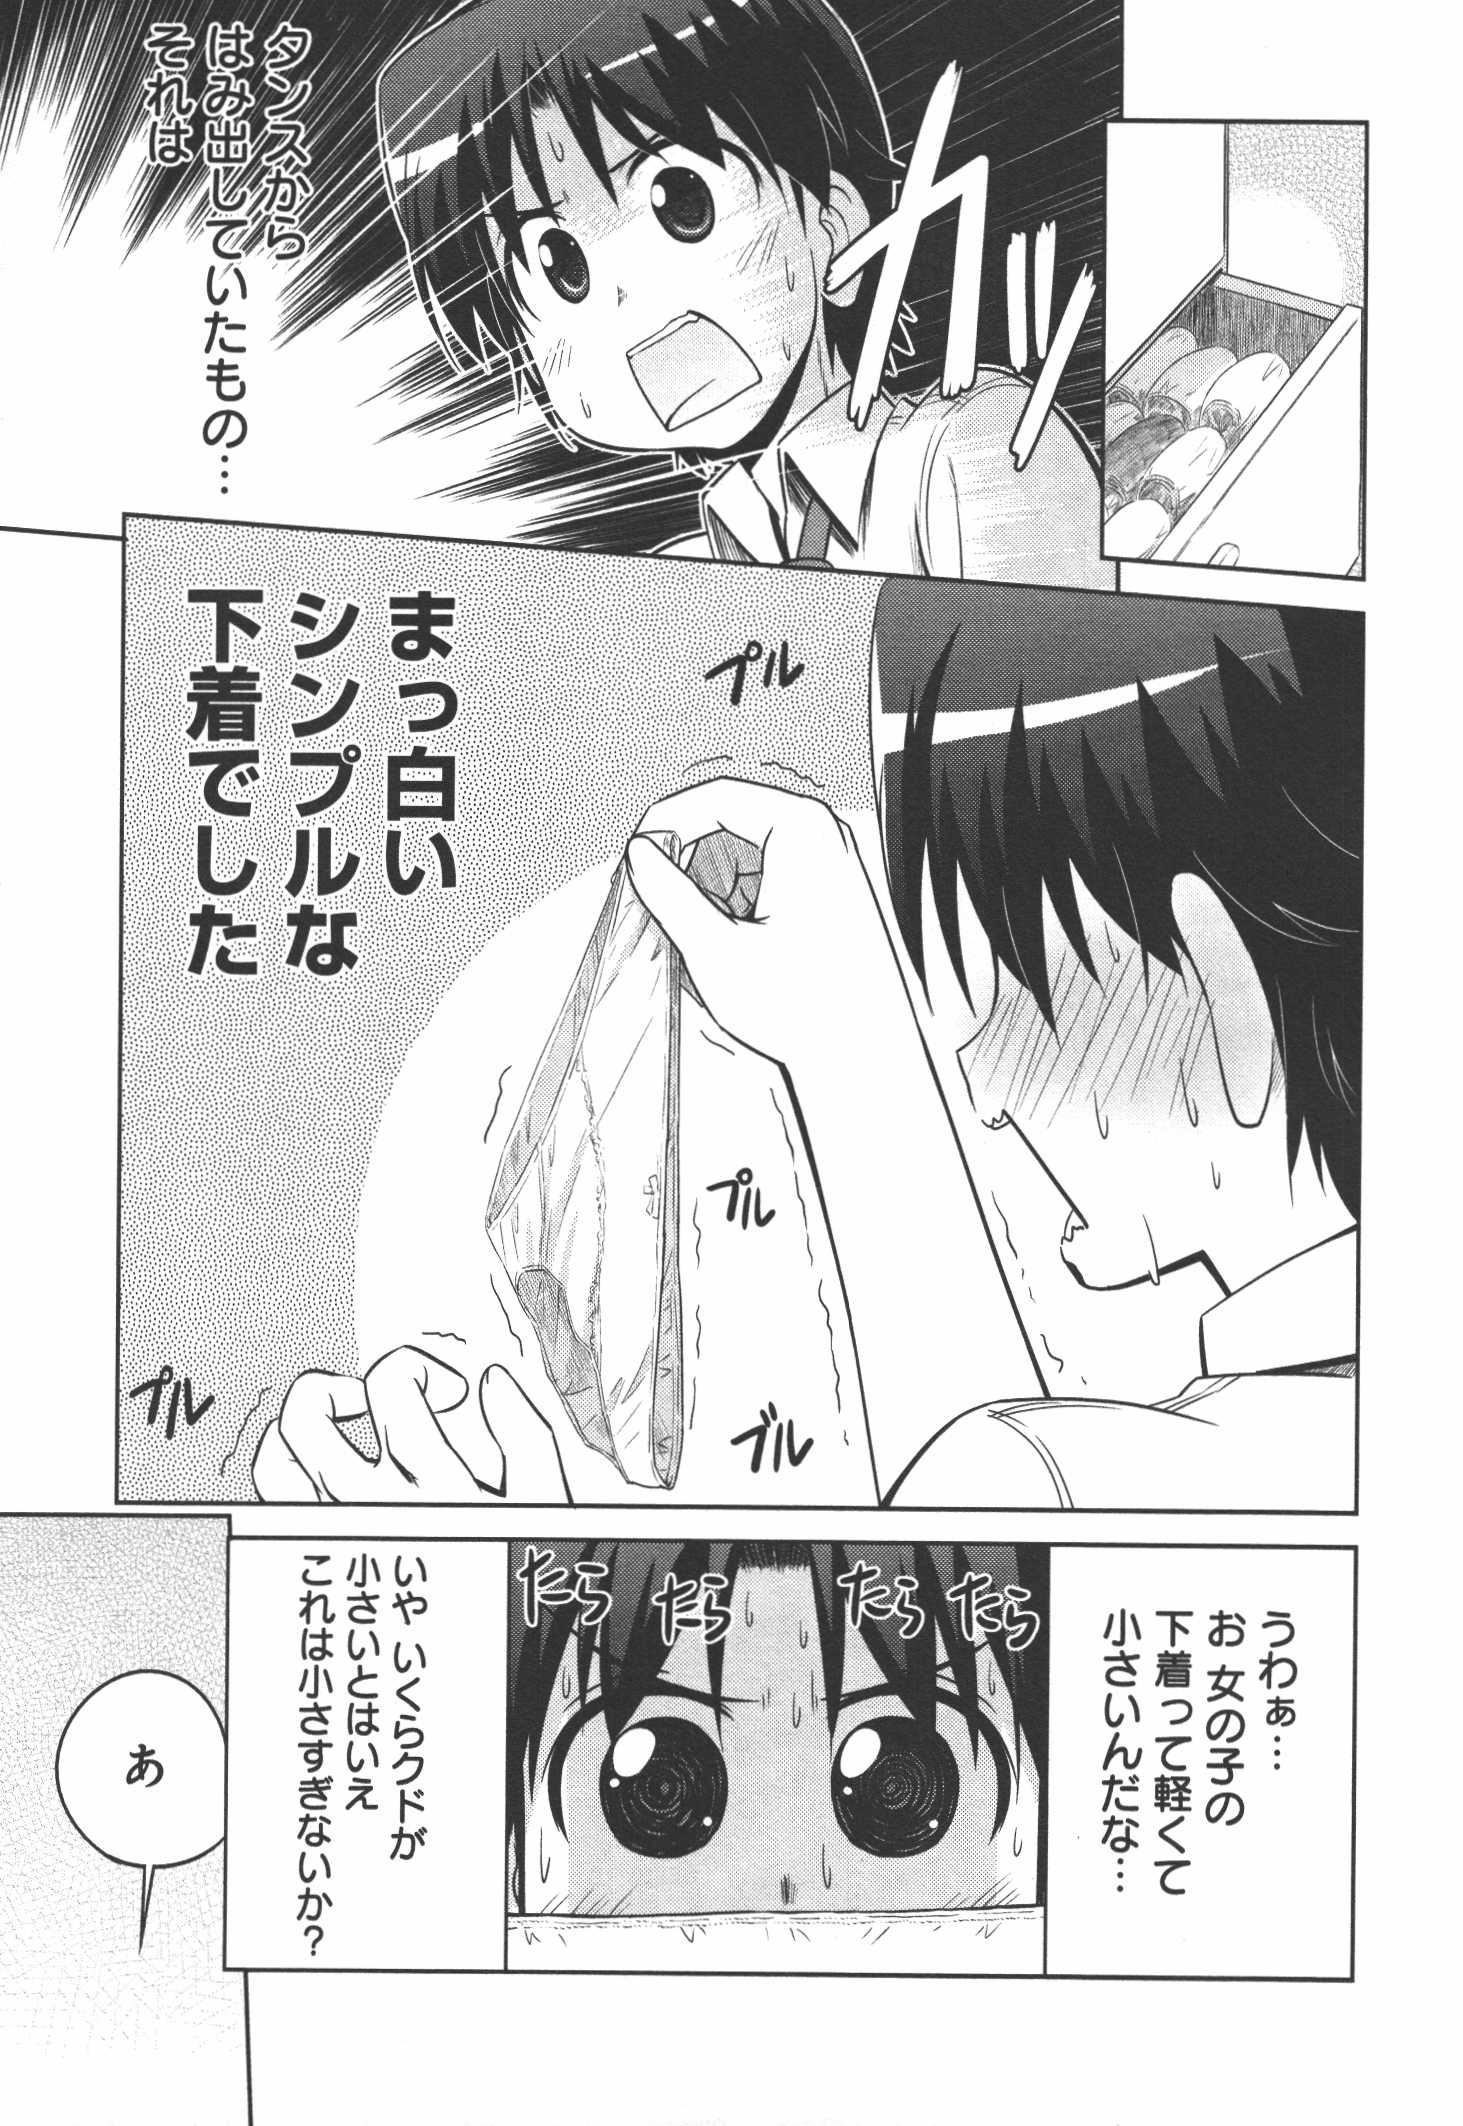 ガッ
タンスから
はみ出していたもの…
それは
まっ白い
シンプルな
下着でした
プル
プル
プル
ブル
うわぁ…
お 女の子の
下着って軽くて
小さいんだな…
たら
たら
たら
たら
いや いくらクドが
小さいとはいえ
これは小さすぎないか？
あ